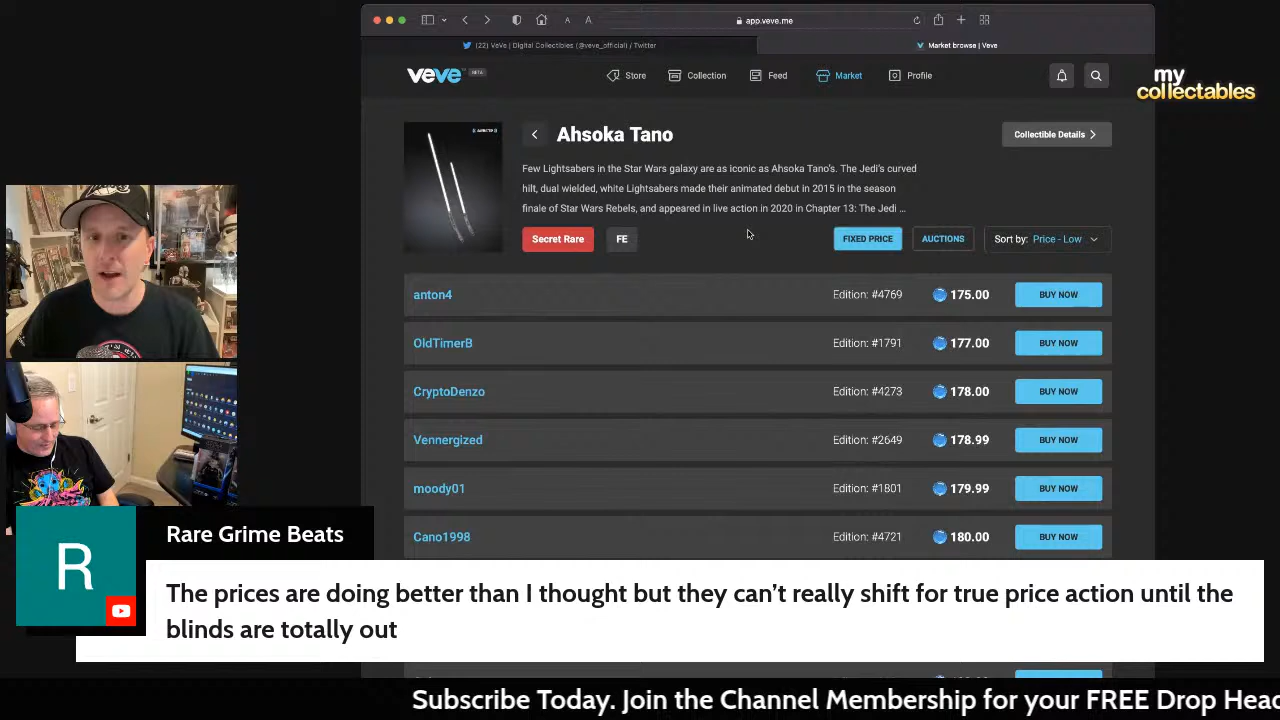 app.veve.me
(22) VeVe | Digital Collectibles (@veve_official) / Twitter
Market browse | Veve
veve BETA
Store
Collection
Feed
Market
Profile
my
collectables
Ahsoka Tano
Collectible Details
Few Lightsabers in the Star Wars galaxy are as iconic as Ahsoka Tano's. The Jedi's curved
hilt, dual wielded, white Lightsabers made their animated debut in 2015 in the season
finale of Star Wars Rebels, and appeared in live action in 2020 in Chapter 13: The Jedi ...
Secret Rare
FE
FIXED PRICE
AUCTIONS
Sort by: Price - Low
anton4 Edition: #4769 175.00 BUY NOW
OldTimerB Edition: #1791 177.00 BUY NOW
CryptoDenzo Edition: #4273 178.00 BUY NOW
Vennergized Edition: #2649 178.99 BUY NOW
moody01 Edition: #1801 179.99 BUY NOW
Cano1998 Edition: #4721 180.00 BUY NOW
R
Rare Grime Beats
The prices are doing better than I thought but they can't really shift for true price action until the
blinds are totally out
Subscribe Today. Join the Channel Membership for your FREE Drop Head